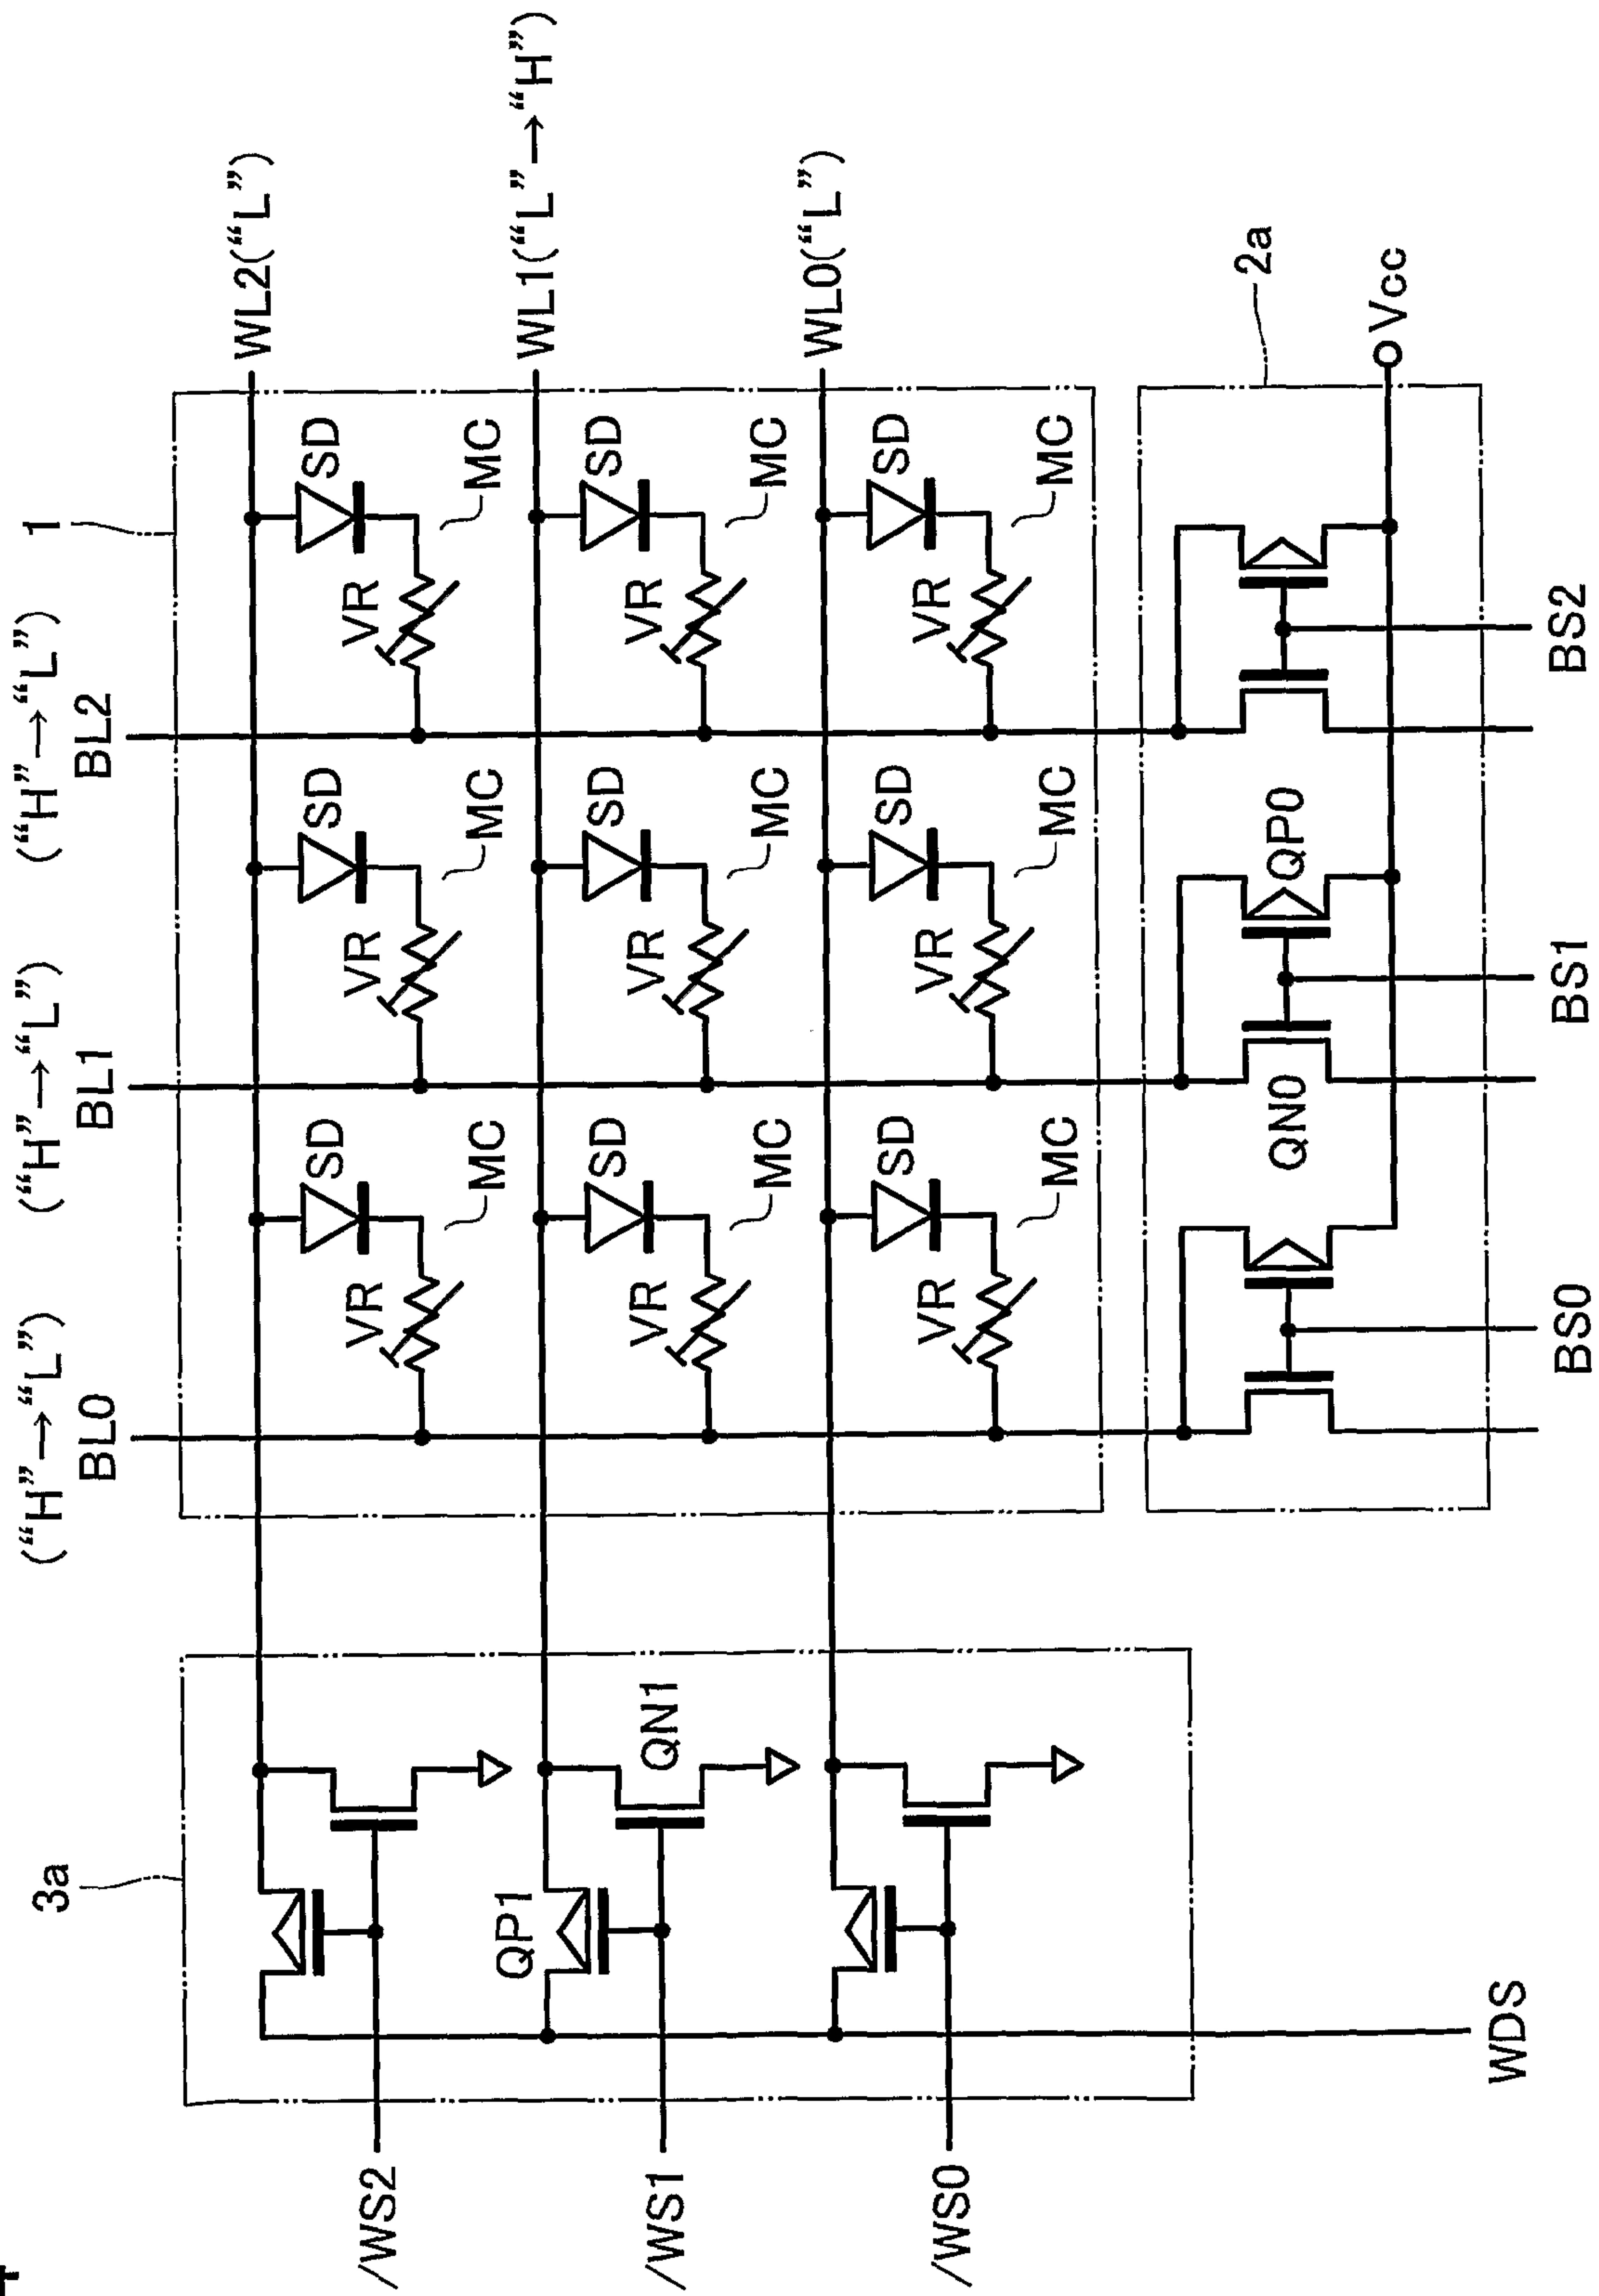 (“H”→“L”) (“H”→“L”) (“H”→“L”) 1
3a BL0 BL1 BL2
WL2(“L”)
SD SD SD
/WS2 VR VR VR
MC MC MC
QP1 WL1(“L”→“H”)
SD SD SD
/WS1 QN1 VR VR VR
MC MC MC
WL0(“L”)
SD SD SD
/WS0 VR VR VR
MC MC MC
2a
QN0 QP0
Vcc
WDS
BS0 BS1 BS2